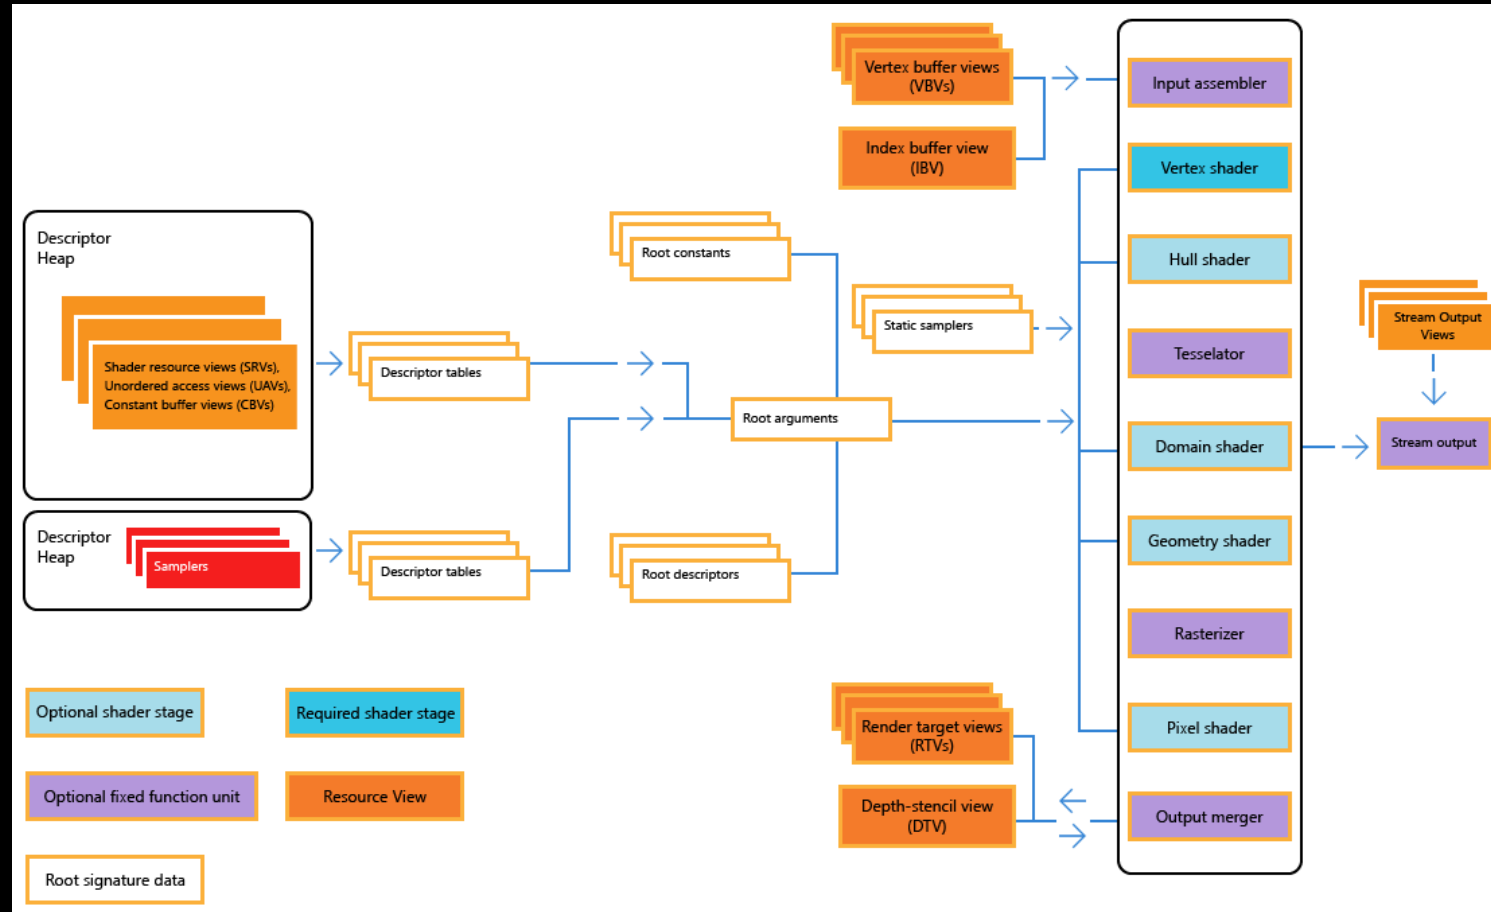 Vertex buffer views
(VBVs)
Index buffer view
(IBV)
Input assembler
Vertex shader
Hull shader
Tesselator
Domain shader
Geometry shader
Rasterizer
Pixel shader
Output merger
Descriptor
Heap
Shader resource views (SRVs),
Unordered access views (UAVs),
Constant buffer views (CBVs)
Descriptor tables
Root constants
Static samplers
Root arguments
Stream Output
Views
Stream output
Descriptor
Heap
Samplers
Descriptor tables
Root descriptors
Render target views
(RTVs)
Depth-stencil view
(DTV)
Optional shader stage
Required shader stage
Optional fixed function unit
Resource View
Root signature data